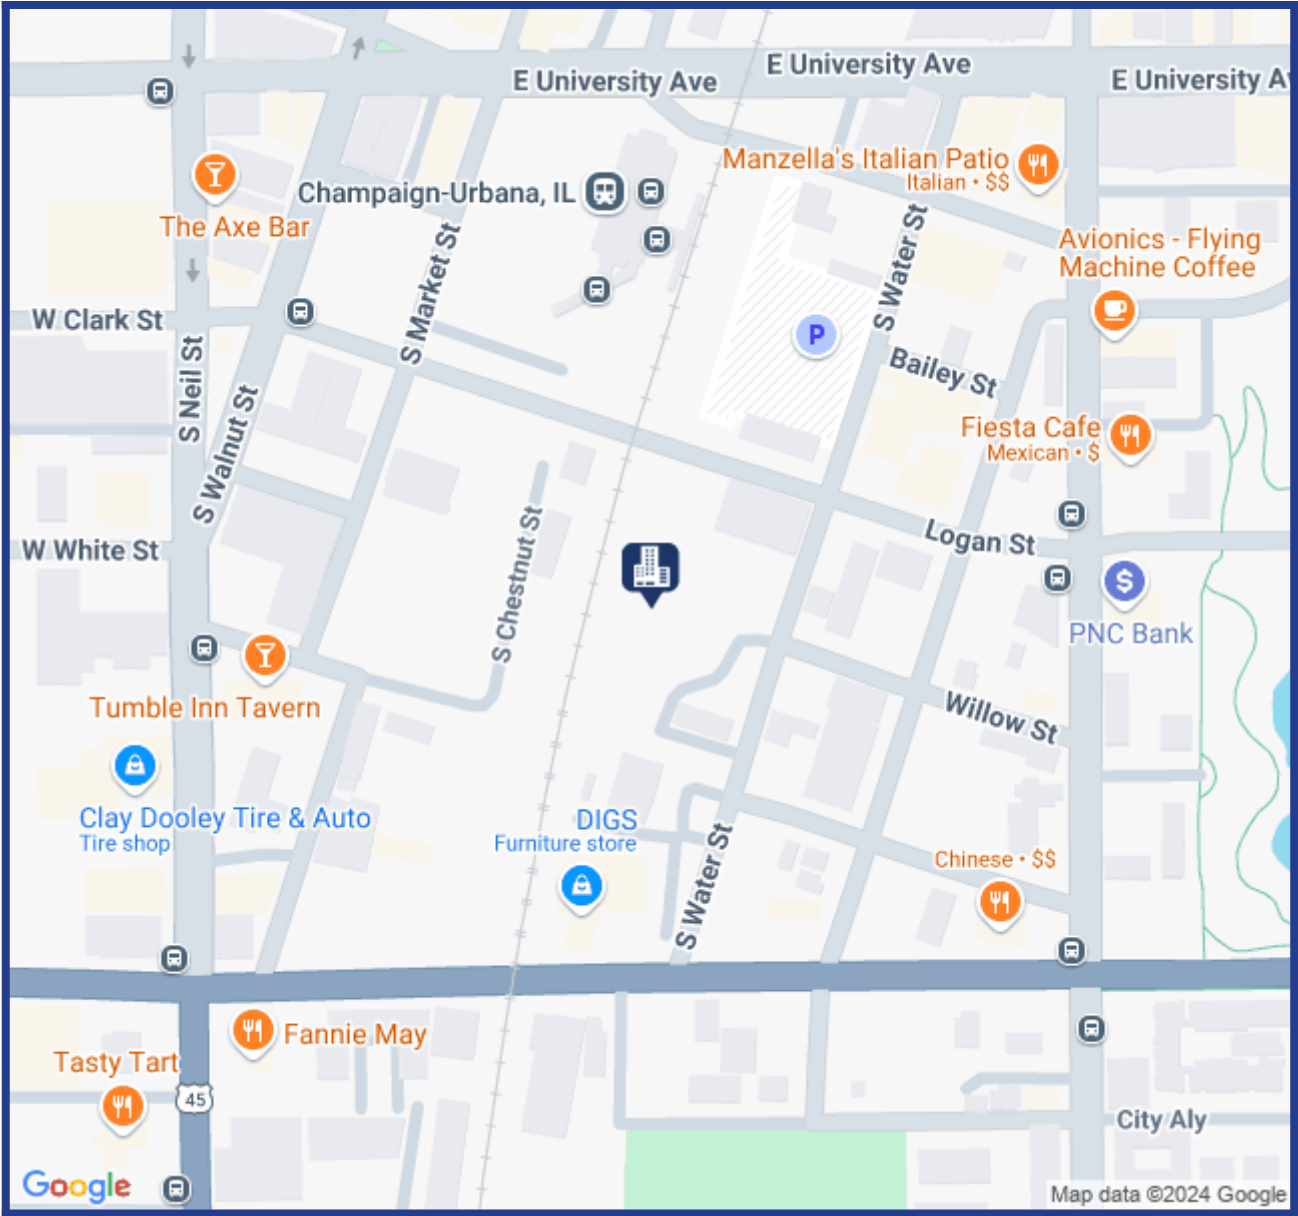 E University Ave
E University Ave
E University Av
Manzella's Italian Patio
Italian • $$
Champaign-Urbana, IL
The Axe Bar
S Market St
S Water St
Avionics - Flying
Machine Coffee
W Clark St
P
S Neil St
Bailey St
S Walnut St
Fiesta Cafe
Mexican • $
S Chestnut St
Logan St
W White St
$
PNC Bank
Tumble Inn Tavern
Willow St
Clay Dooley Tire & Auto
Tire shop
DIGS
Furniture store
S Water St
Chinese • $$
Fannie May
Tasty Tart
45
City Aly
Google
Map data ©2024 Google